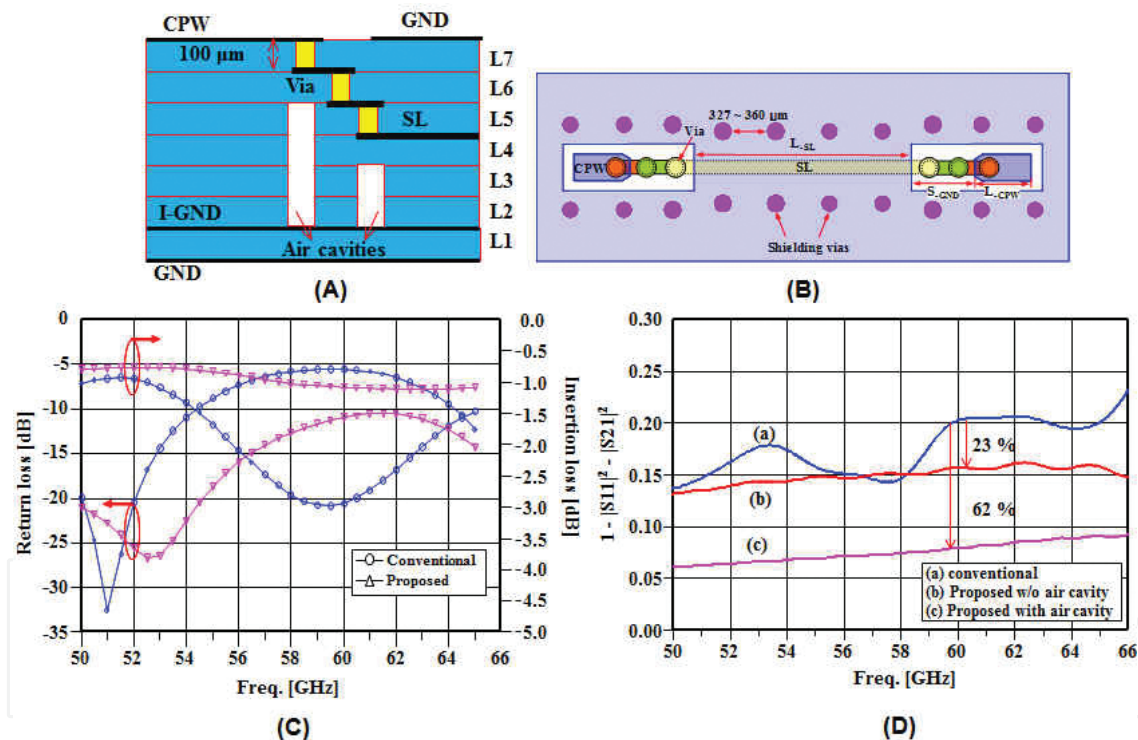 CPW
GND
100 μm
L7
Via
L6
SL
L5
L4
L3
I-GND
L2
Air cavities
L1
GND
(A)
327 ~ 360 μm
Via
L-SL
CPW
SL
S-GND
L-CPW
Shielding vias
(B)
Return loss [dB]
0
-5
-10
-15
-20
-25
-30
-35
Insertion loss [dB]
0.0
-0.5
-1.0
-1.5
-2.0
-2.5
-3.0
-3.5
-4.0
-4.5
-5.0
Conventional
Proposed
50 52 54 56 58 60 62 64 66
Freq. [GHz]
(C)
1 - |S11|² - |S21|²
0.30
0.25
0.20
0.15
0.10
0.05
0.00
(a)
23 %
(b)
62 %
(c)
(a) conventional
(b) Proposed w/o air cavity
(c) Proposed with air cavity
50 52 54 56 58 60 62 64 66
Freq. [GHz]
(D)